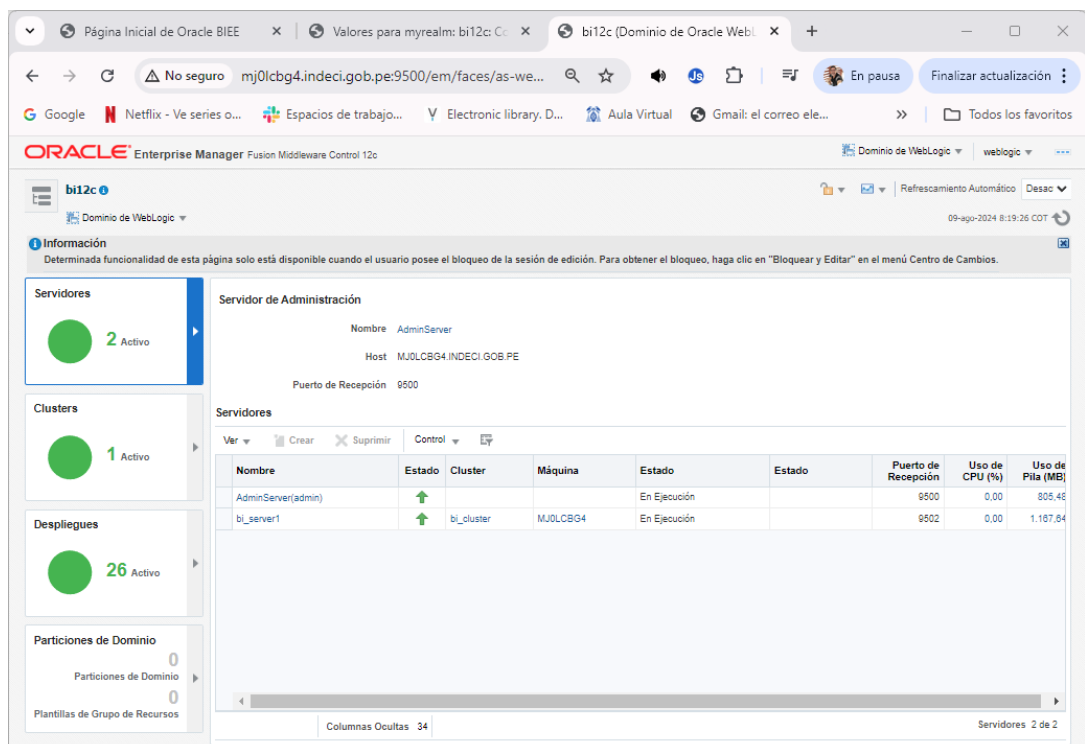 Página Inicial de Oracle BIEE
Valores para myrealm: bi12c: Cc
bi12c (Dominio de Oracle WebL
No seguro mj0lcbg4.indeci.gob.pe:9500/em/faces/as-we...
Js
En pausa
Finalizar actualización
Google
Netflix - Ve series o...
Espacios de trabajo...
Electronic library. D...
Aula Virtual
Gmail: el correo ele...
»
Todos los favoritos
ORACLE Enterprise Manager Fusion Middleware Control 12c
Dominio de WebLogic
weblogic
bi12c
Refrescamiento Automático Desac
Dominio de WebLogic
09-ago-2024 8:19:26 COT
Información
Determinada funcionalidad de esta página solo está disponible cuando el usuario posee el bloqueo de la sesión de edición. Para obtener el bloqueo, haga clic en "Bloquear y Editar" en el menú Centro de Cambios.
Servidores
2 Activo
Clusters
1 Activo
Despliegues
26 Activo
Particiones de Dominio
0
Particiones de Dominio
0
Plantillas de Grupo de Recursos
Servidor de Administración
Nombre AdminServer
Host MJ0LCBG4.INDECI.GOB.PE
Puerto de Recepción 9500
Servidores
Ver Crear Suprimir Control
Nombre Estado Cluster Máquina Estado Estado Puerto de Recepción Uso de CPU (%) Uso de Pila (MB)
AdminServer(admin) En Ejecución 9500 0,00 805,48
bi_server1 bi_cluster MJ0LCBG4 En Ejecución 9502 0,00 1.167,64
Columnas Ocultas 34
Servidores 2 de 2